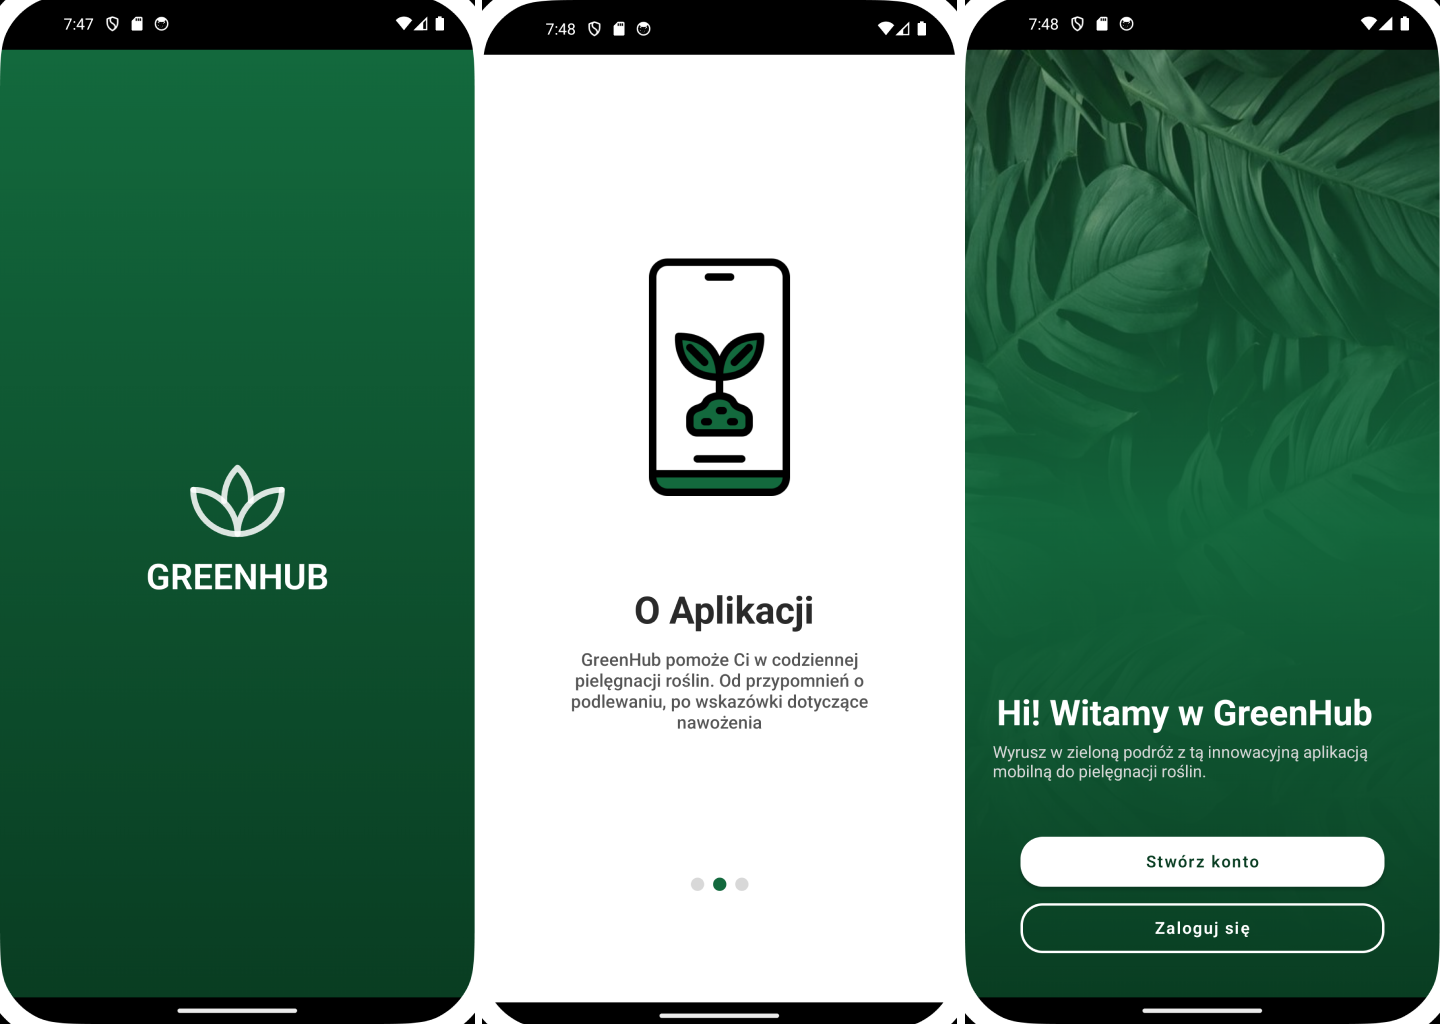 7:47
GREENHUB
7:48
O Aplikacji
GreenHub pomoże Ci w codziennej
pielęgnacji roślin. Od przypomnień o
podlewaniu, po wskazówki dotyczące
nawożenia
7:48
Hi! Witamy w GreenHub
Wyrusz w zieloną podróż z tą innowacyjną aplikacją
mobilną do pielęgnacji roślin.
Stwórz konto
Zaloguj się